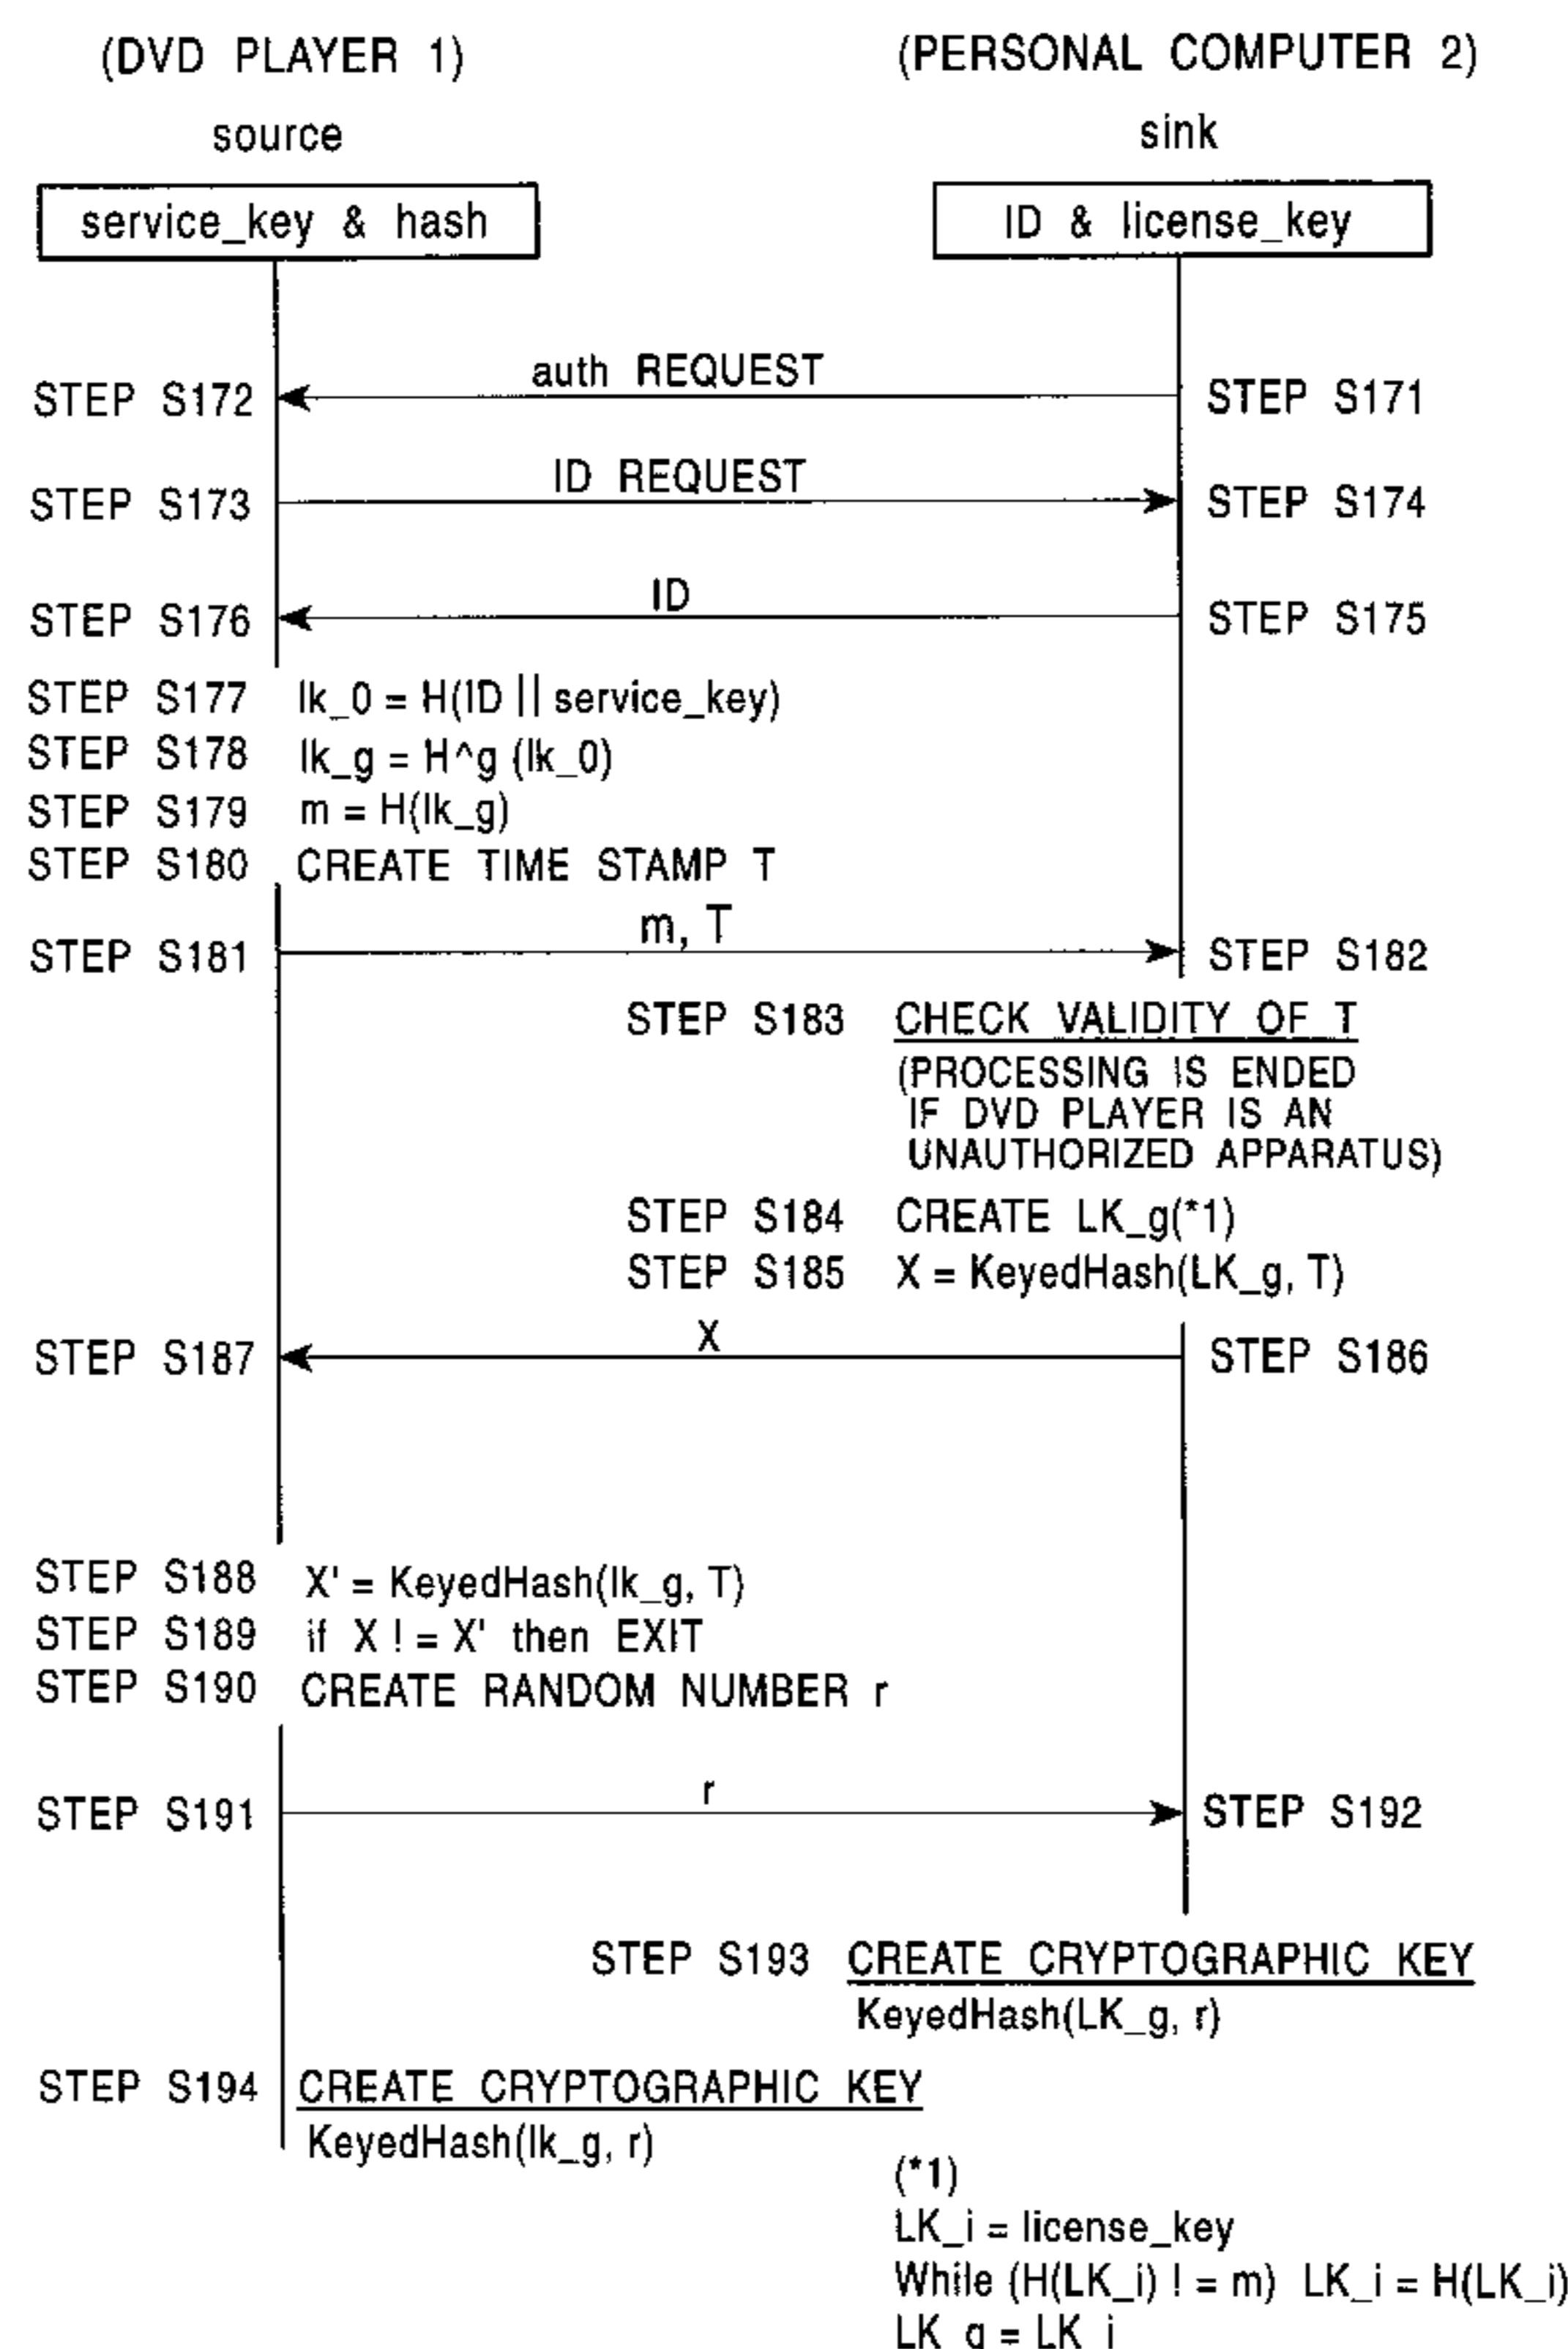 (DVD PLAYER 1) (PERSONAL COMPUTER 2)
source sink
service_key & hash ID & license_key
auth REQUEST
STEP S172 STEP S171
ID REQUEST
STEP S173 STEP S174
ID
STEP S176 STEP S175
STEP S177 lk_0 = H(ID || service_key)
STEP S178 lk_g = H^g (lk_0)
STEP S179 m = H(lk_g)
STEP S180 CREATE TIME STAMP T
m, T
STEP S181 STEP S182
STEP S183 CHECK VALIDITY OF T
(PROCESSING IS ENDED
IF DVD PLAYER IS AN
UNAUTHORIZED APPARATUS)
STEP S184 CREATE LK_g(*1)
STEP S185 X = KeyedHash(LK_g, T)
X
STEP S187 STEP S186
STEP S188 X' = KeyedHash(lk_g, T)
STEP S189 if X ! = X' then EXIT
STEP S190 CREATE RANDOM NUMBER r
r
STEP S191 STEP S192
STEP S193 CREATE CRYPTOGRAPHIC KEY
KeyedHash(LK_g, r)
STEP S194 CREATE CRYPTOGRAPHIC KEY
KeyedHash(lk_g, r)
(*1)
LK_i = license_key
While (H(LK_i) ! = m) LK_i = H(LK_i)
LK_g = LK_i